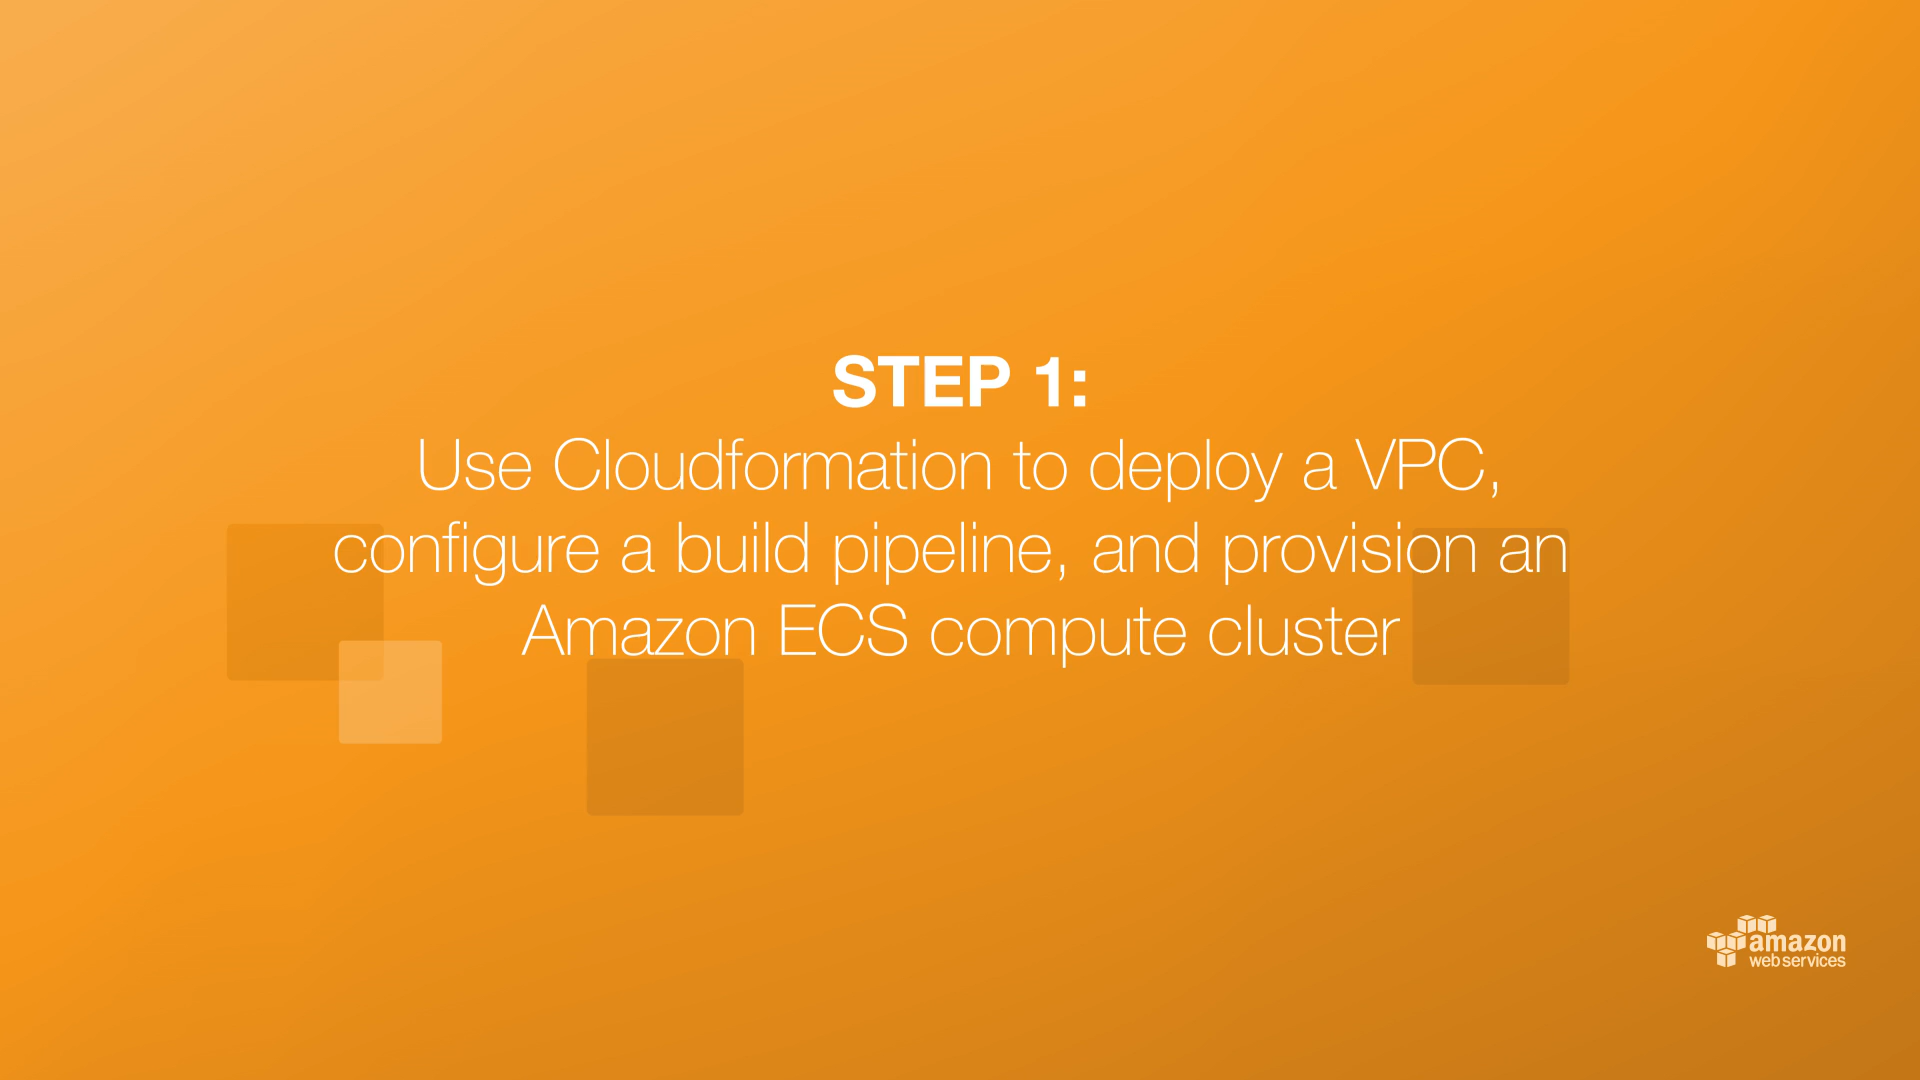 STEP 1:
Use Cloudformation to deploy a VPC,
configure a build pipeline, and provision an
Amazon ECS compute cluster
amazon
web services